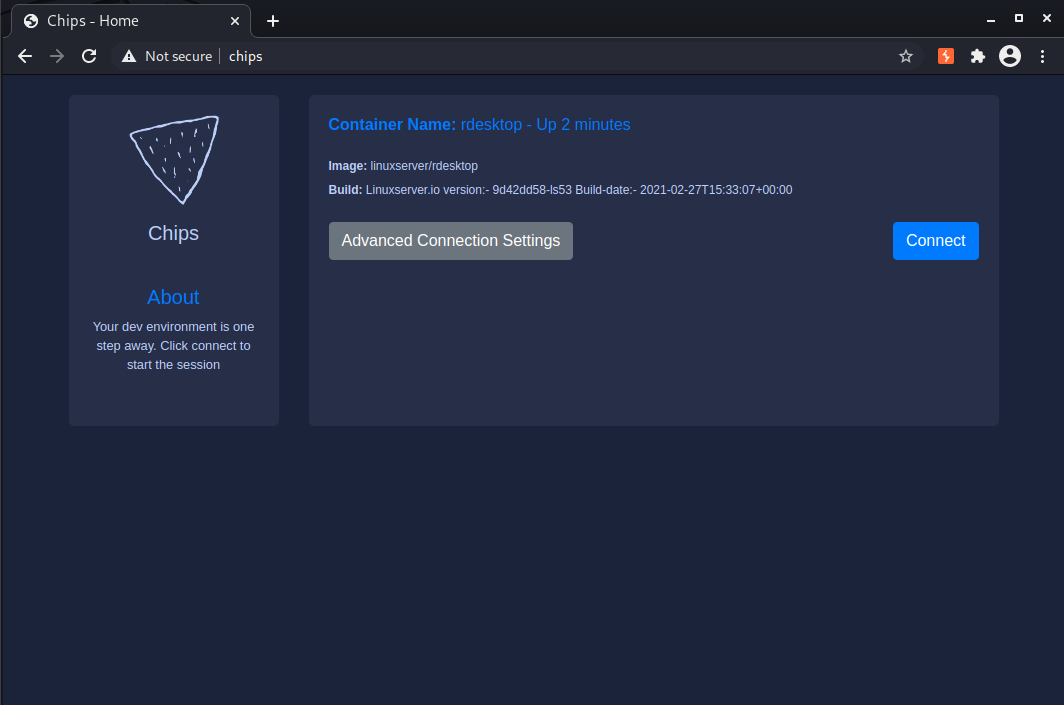 Chips - Home
Not secure
chips
Chips
About
Your dev environment is one
step away. Click connect to
start the session
Container Name: rdesktop - Up 2 minutes
Image: linuxserver/rdesktop
Build: Linuxserver.io version:- 9d42dd58-ls53 Build-date:- 2021-02-27T15:33:07+00:00
Advanced Connection Settings
Connect